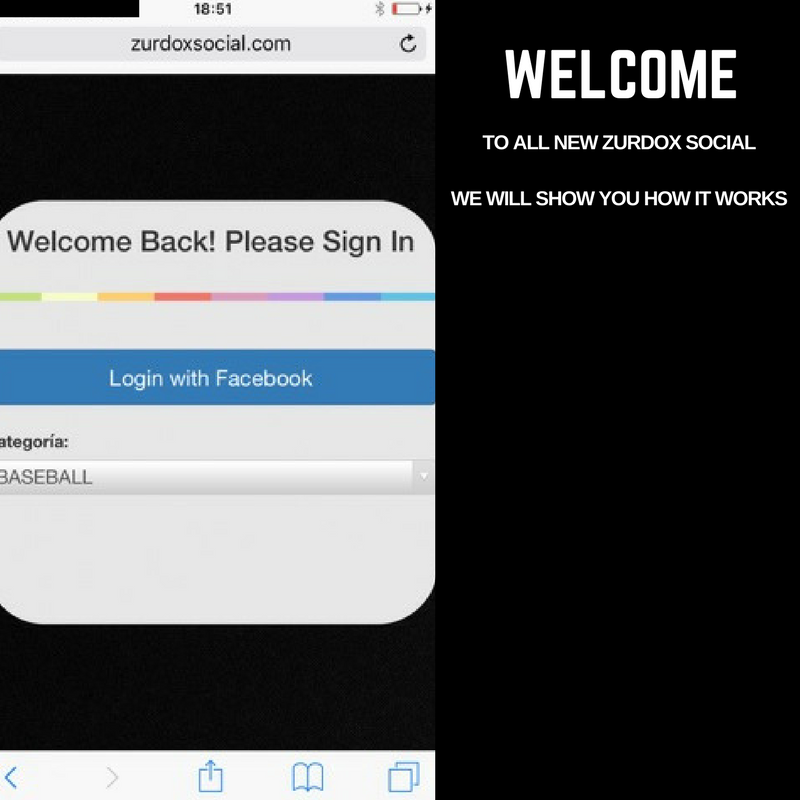 18:51
zurdoxsocial.com
Welcome Back! Please Sign In
Login with Facebook
ategoría:
BASEBALL
WELCOME
TO ALL NEW ZURDOX SOCIAL
WE WILL SHOW YOU HOW IT WORKS